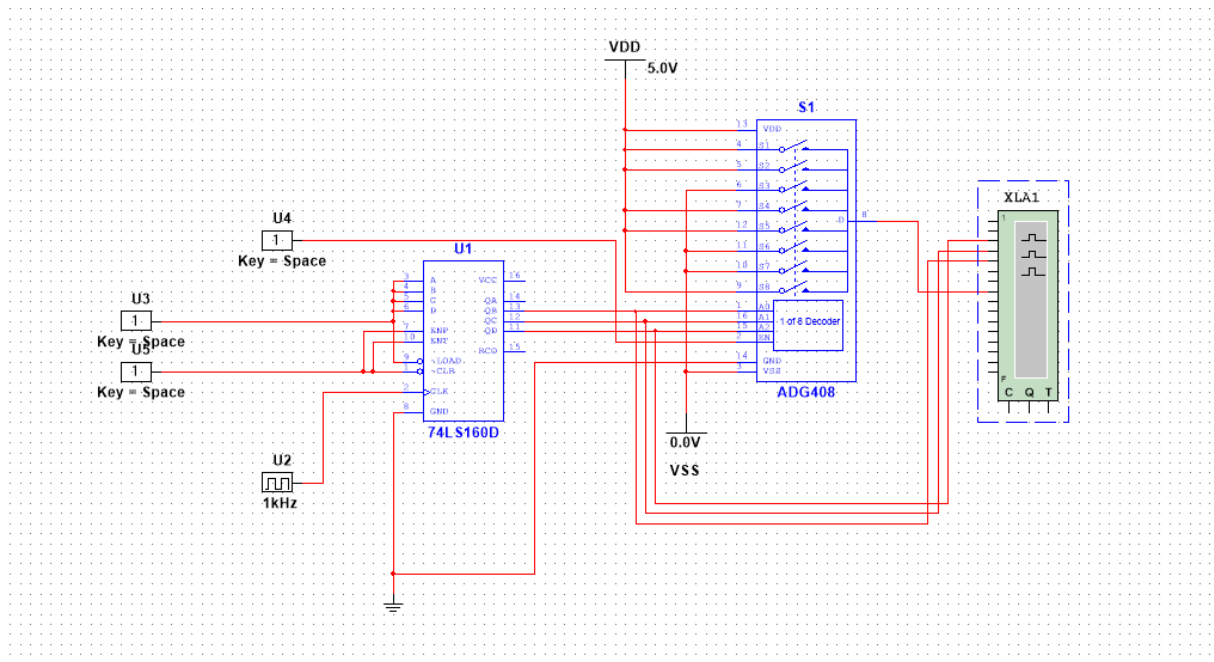 VDD
5.0V
S1
13 VDD
4 S1
5 S2
6 S3
7 S4
12 S5
11 S6
10 S7
9 S8
D 8
1 A0
16 A1
15 A2
2 EN
1 of 8 Decoder
14 GND
3 VSS
ADG408
XLA1
1
F
C Q T
U4
1
Key = Space
U1
3 A VCC 16
4 B
5 C QA 14
6 D QB 13
QC 12
7 ENP QD 11
10 ENT
RCO 15
9 ~LOAD
1 ~CLR
2 CLK
8 GND
74LS160D
U3
1
Key = Space
U5
1
Key = Space
U2
1kHz
0.0V
VSS